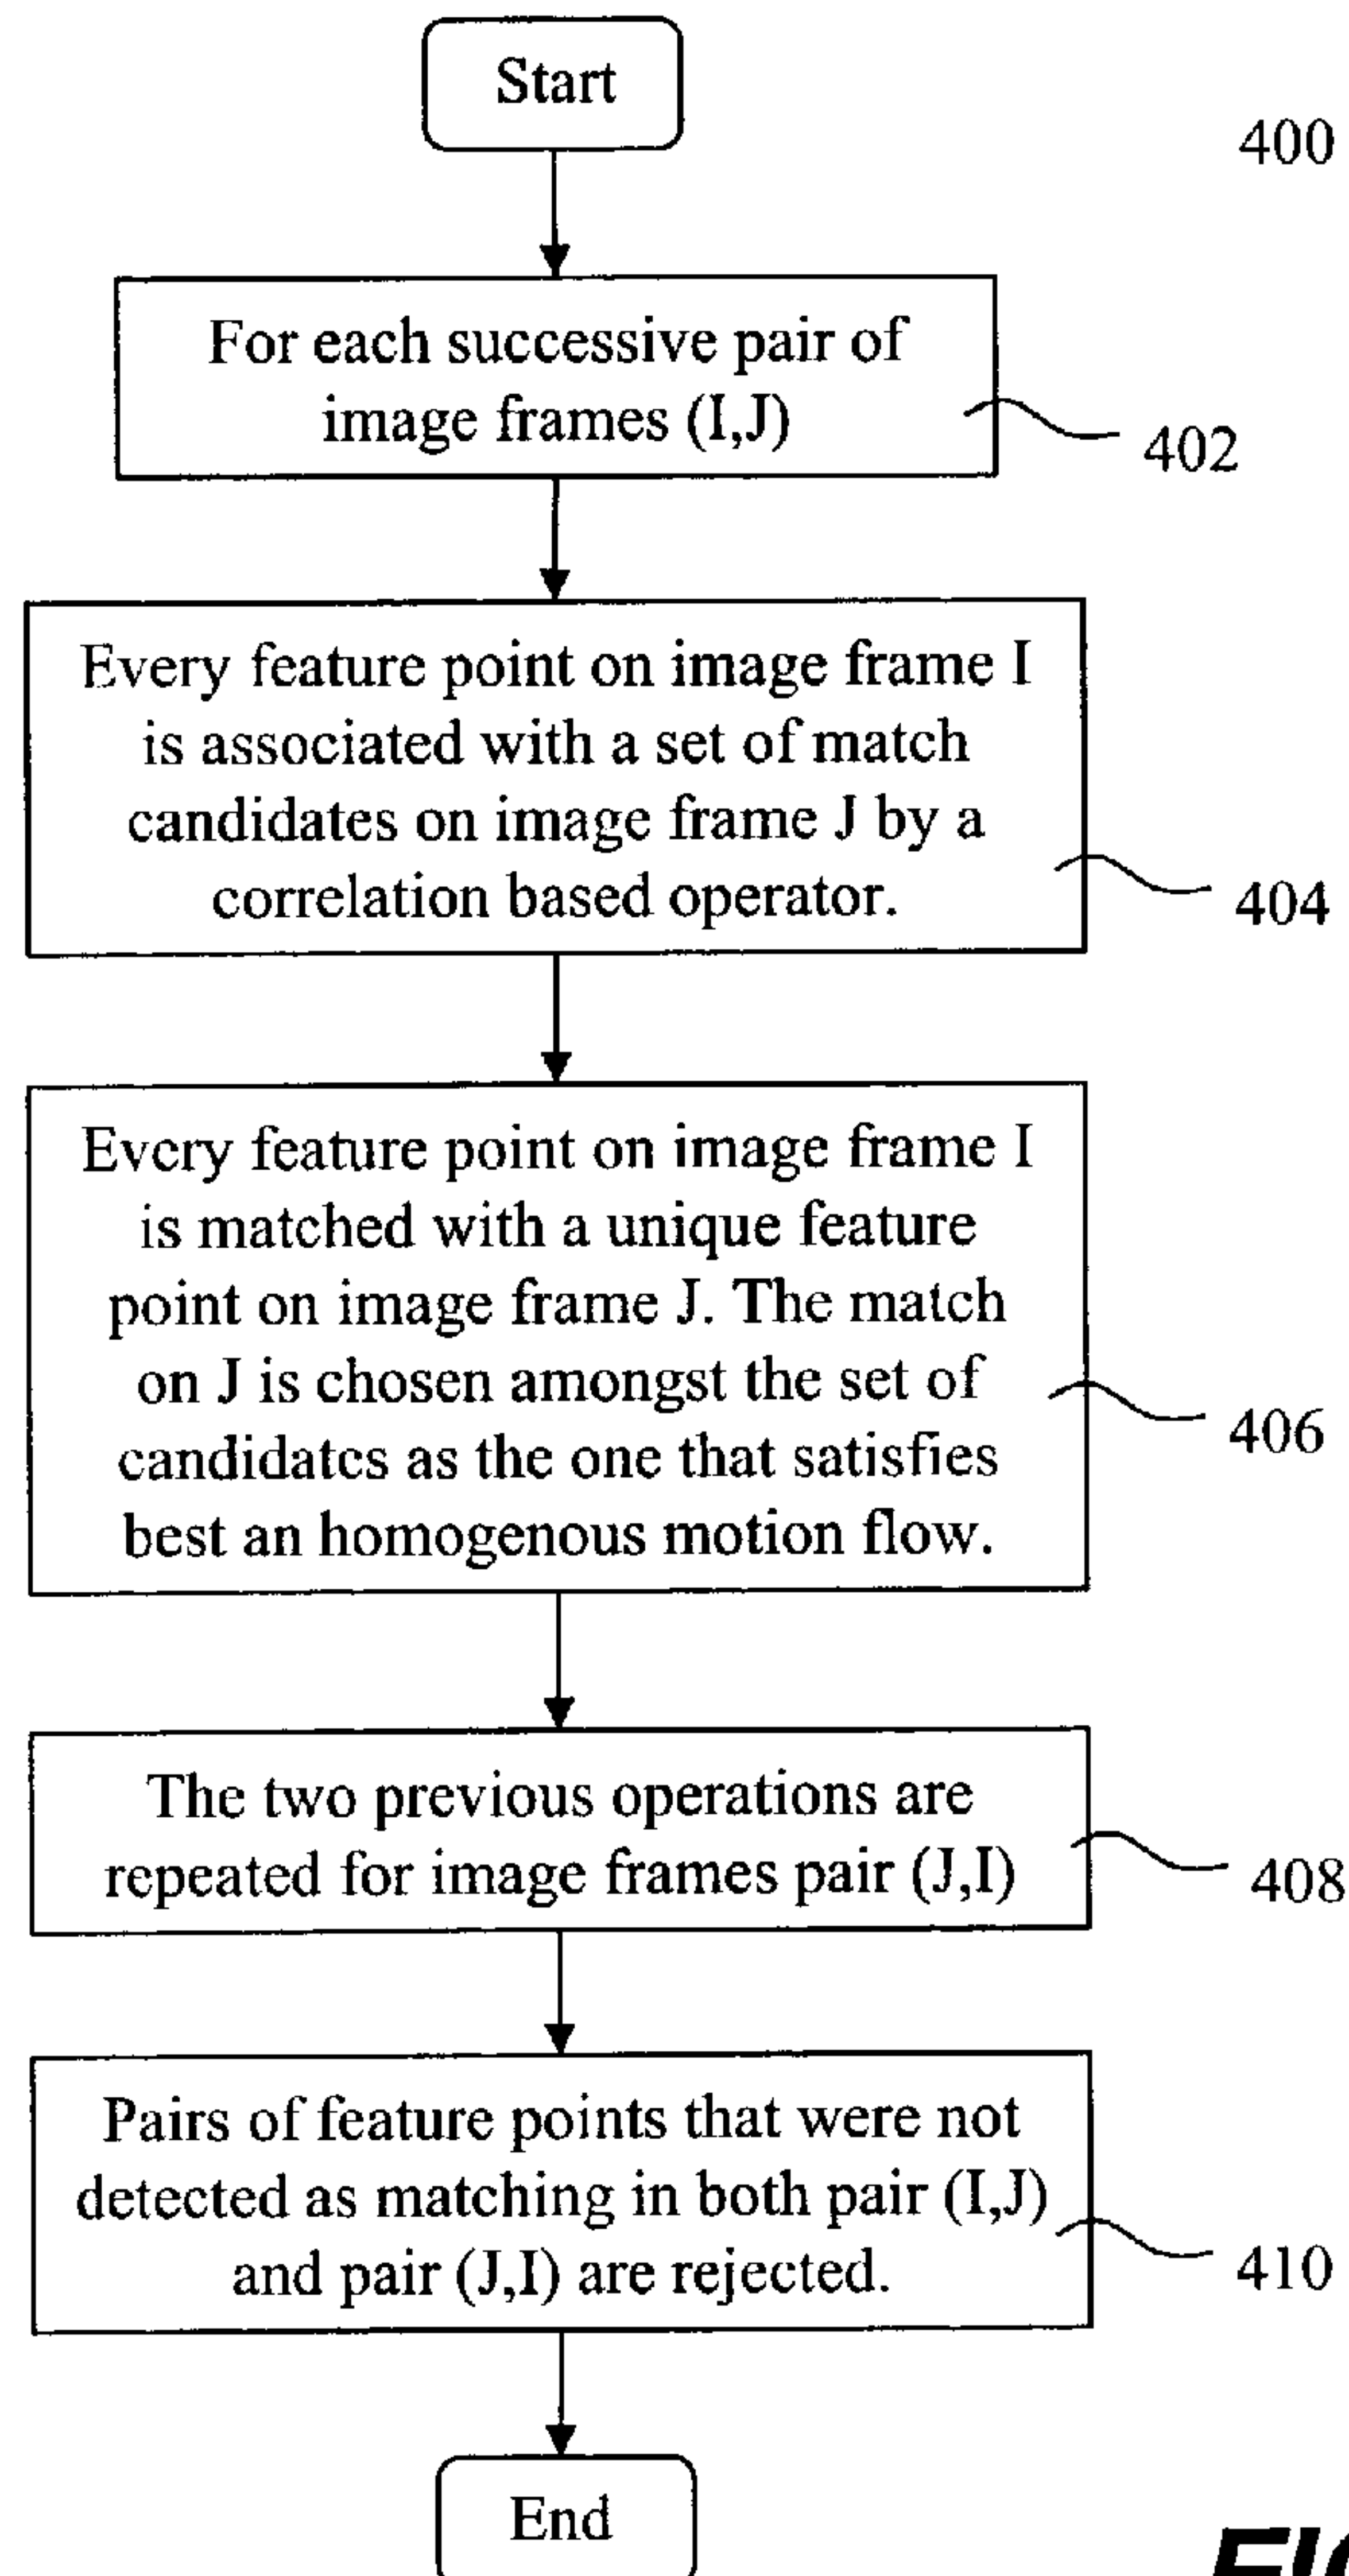 Start
400
For each successive pair of
image frames (I,J)
402
Every feature point on image frame I
is associated with a set of match
candidates on image frame J by a
correlation based operator.
404
Every feature point on image frame I
is matched with a unique feature
point on image frame J. The match
on J is chosen amongst the set of
candidates as the one that satisfies
best an homogenous motion flow.
406
The two previous operations are
repeated for image frames pair (J,I)
408
Pairs of feature points that were not
detected as matching in both pair (I,J)
and pair (J,I) are rejected.
410
End